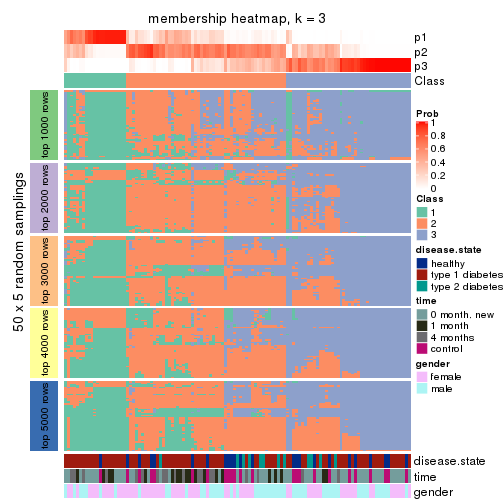 membership heatmap, k = 3
p1
p2
p3
Class
50 x 5 random samplings
top 1000 rows
top 2000 rows
top 3000 rows
top 4000 rows
top 5000 rows
Prob
1
0.8
0.6
0.4
0.2
0
Class
1
2
3
disease.state
healthy
type 1 diabetes
type 2 diabetes
time
0 month, new
1 month
4 months
control
gender
female
male
disease.state
time
gender